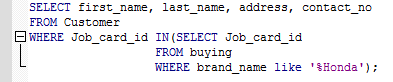 SELECT first_name, last_name, address, contact_no
FROM Customer
WHERE Job_card_id IN(SELECT Job_card_id
FROM buying
WHERE brand_name like '%Honda');